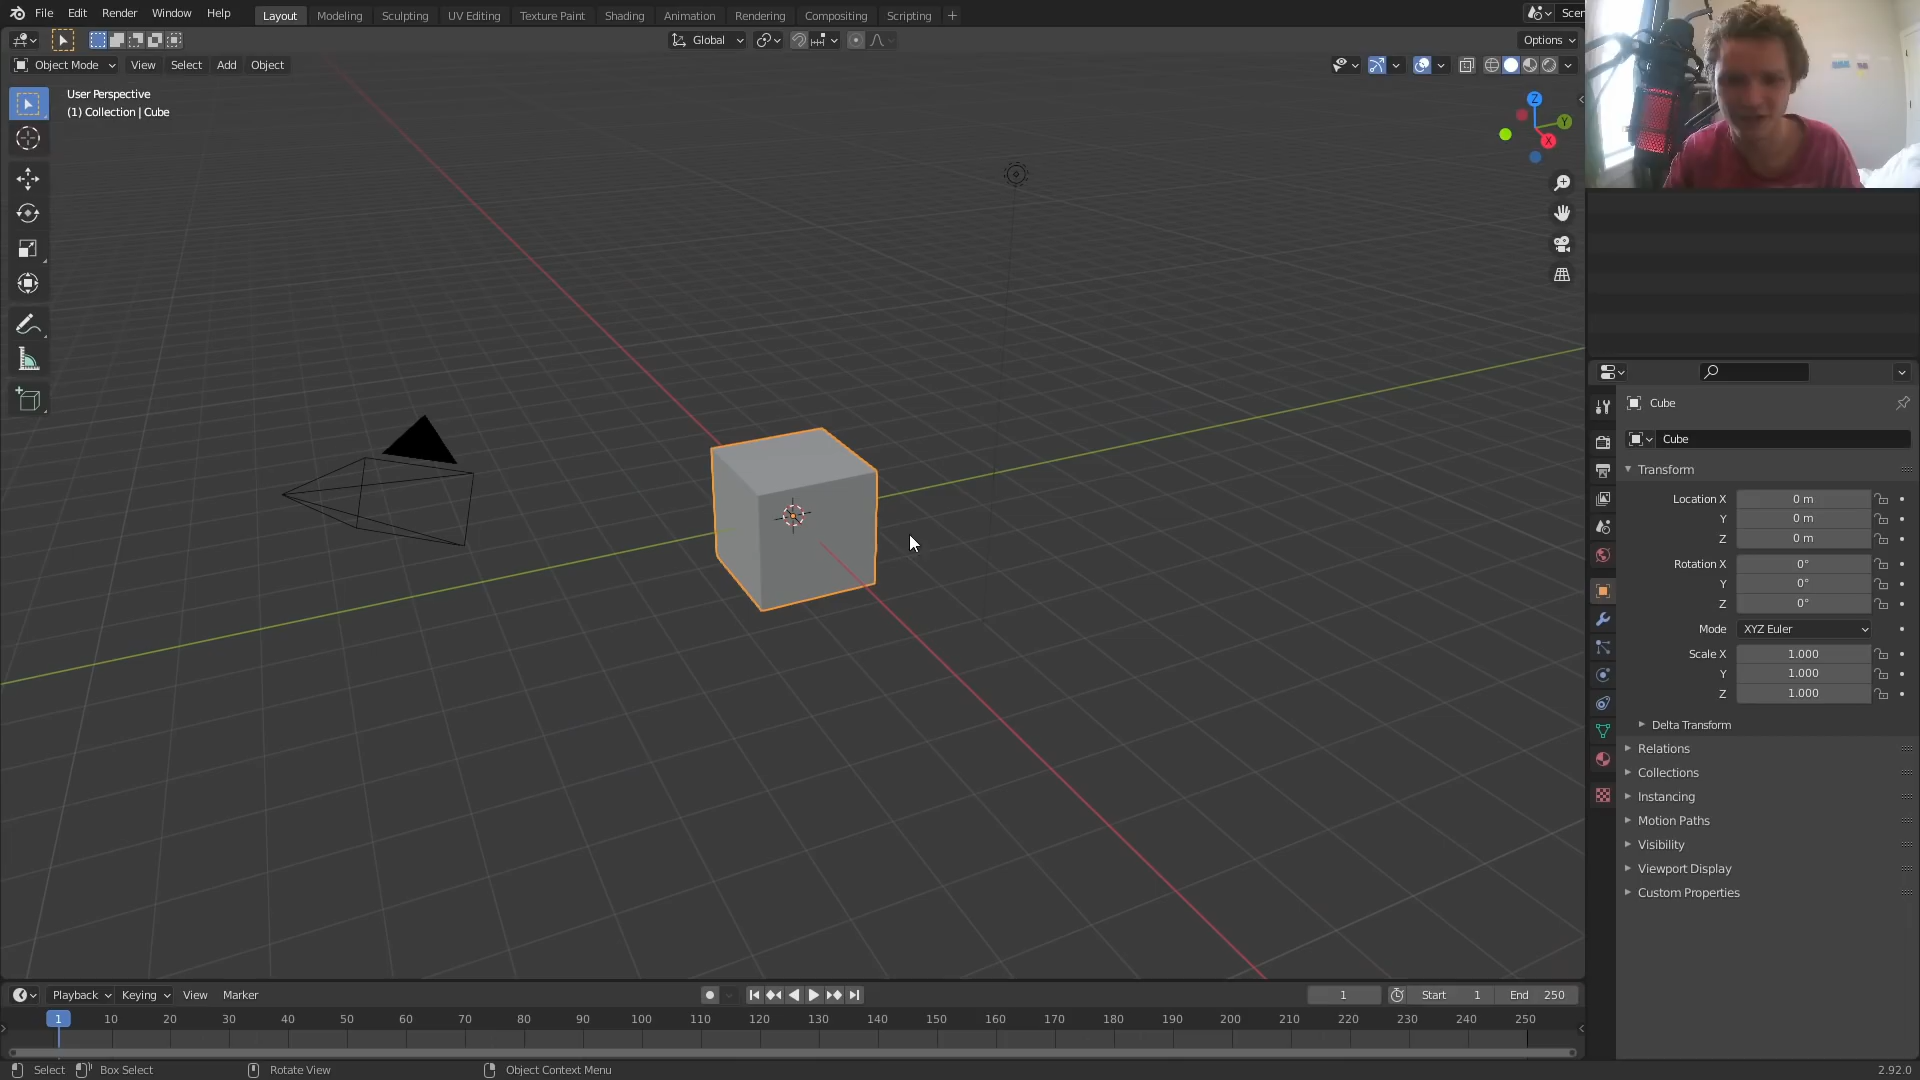 File Edit Render Window Help
Layout Modeling Sculpting UV Editing Texture Paint Shading Animation Rendering Compositing Scripting
Scen
Global
Options
Object Mode View Select Add Object
User Perspective
(1) Collection | Cube
Z
Y
X
Cube
Cube
Transform
Location X 0 m
Y 0 m
Z 0 m
Rotation X 0°
Y 0°
Z 0°
Mode XYZ Euler
Scale X 1.000
Y 1.000
Z 1.000
Delta Transform
Relations
Collections
Instancing
Motion Paths
Visibility
Viewport Display
Custom Properties
Playback Keying View Marker 1 Start 1 End 250
1 10 20 30 40 50 60 70 80 90 100 110 120 130 140 150 160 170 180 190 200 210 220 230 240 250
Select Box Select Rotate View Object Context Menu 2.92.0